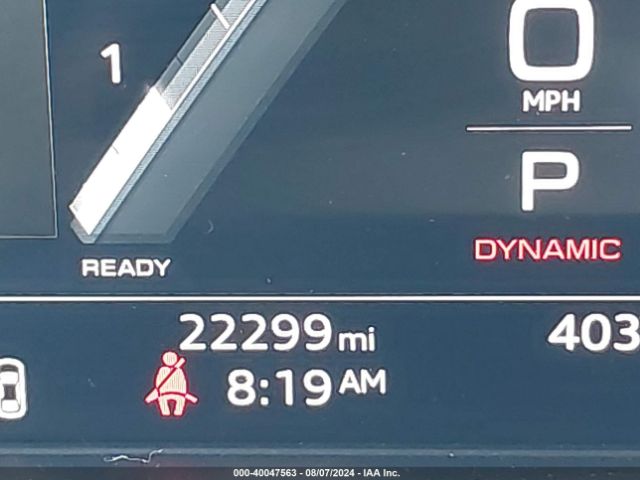 0
1
MPH
P
DYNAMIC
READY
22299 mi 403
8:19 AM
000-40047563 - 08/07/2024 - IAA Inc.